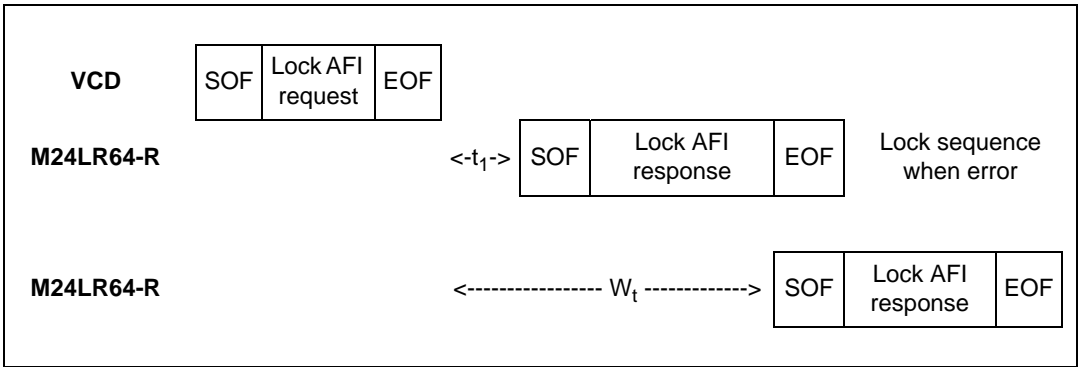 VCD SOF Lock AFI request EOF
M24LR64-R <-t₁-> SOF Lock AFI response EOF Lock sequence when error
M24LR64-R <----------------- Wₜ -------------> SOF Lock AFI response EOF